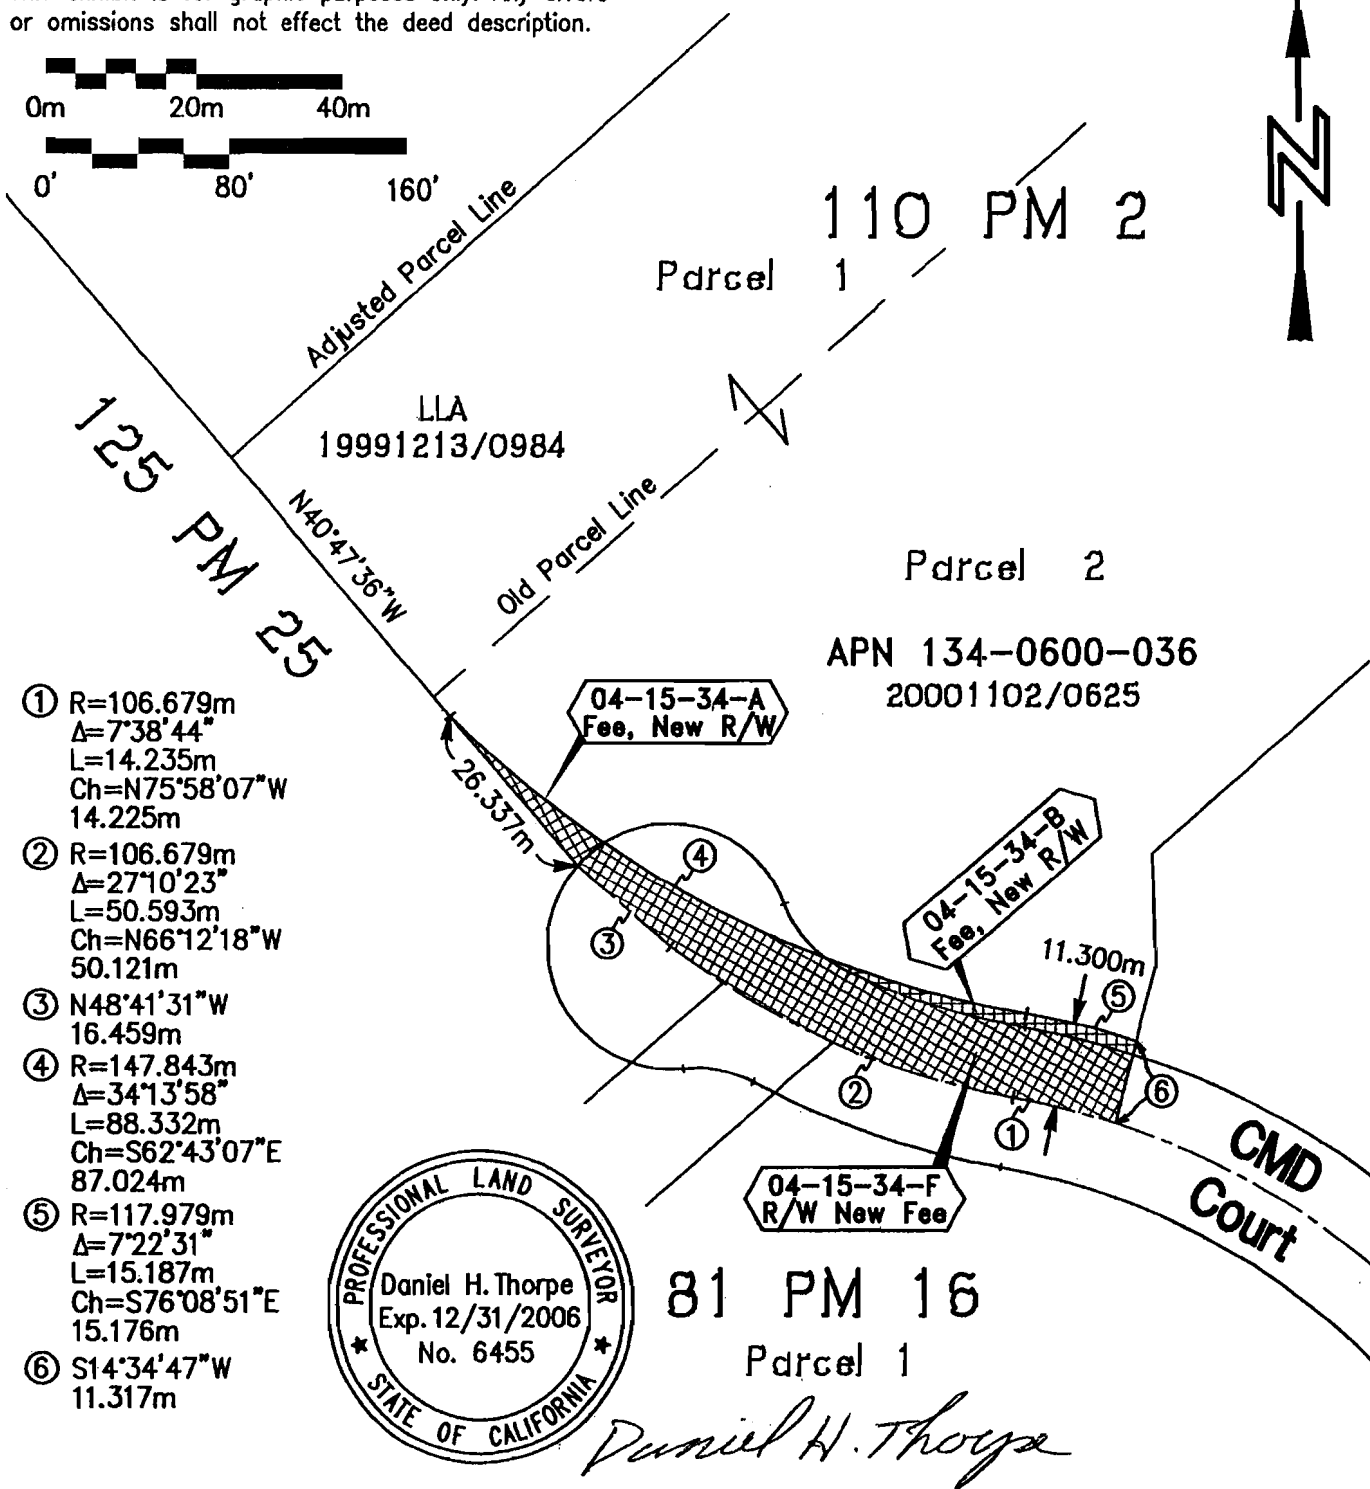 or omissions shall not effect the deed description.
0m 20m 40m
0' 80' 160'
Adjusted Parcel Line
110 PM 2
Parcel 1
N
LLA
19991213/0984
125 PM 25
N40°47'36"W
Old Parcel Line
Parcel 2
APN 134-0600-036
20001102/0625
04-15-34-A
Fee, New R/W
26.337m
04-15-34-B
Fee, New R/W
11.300m
① R=106.679m
Δ=7°38'44"
L=14.235m
Ch=N75°58'07"W
14.225m
② R=106.679m
Δ=27°10'23"
L=50.593m
Ch=N66°12'18"W
50.121m
③ N48°41'31"W
16.459m
④ R=147.843m
Δ=34°13'58"
L=88.332m
Ch=S62°43'07"E
87.024m
⑤ R=117.979m
Δ=7°22'31"
L=15.187m
Ch=S76°08'51"E
15.176m
⑥ S14°34'47"W
11.317m
④
③
②
①
⑤
⑥
04-15-34-F
R/W New Fee
CMD
Court
PROFESSIONAL LAND SURVEYOR
Daniel H. Thorpe
Exp. 12/31/2006
No. 6455
STATE OF CALIFORNIA
81 PM 16
Parcel 1
Daniel H. Thorpe